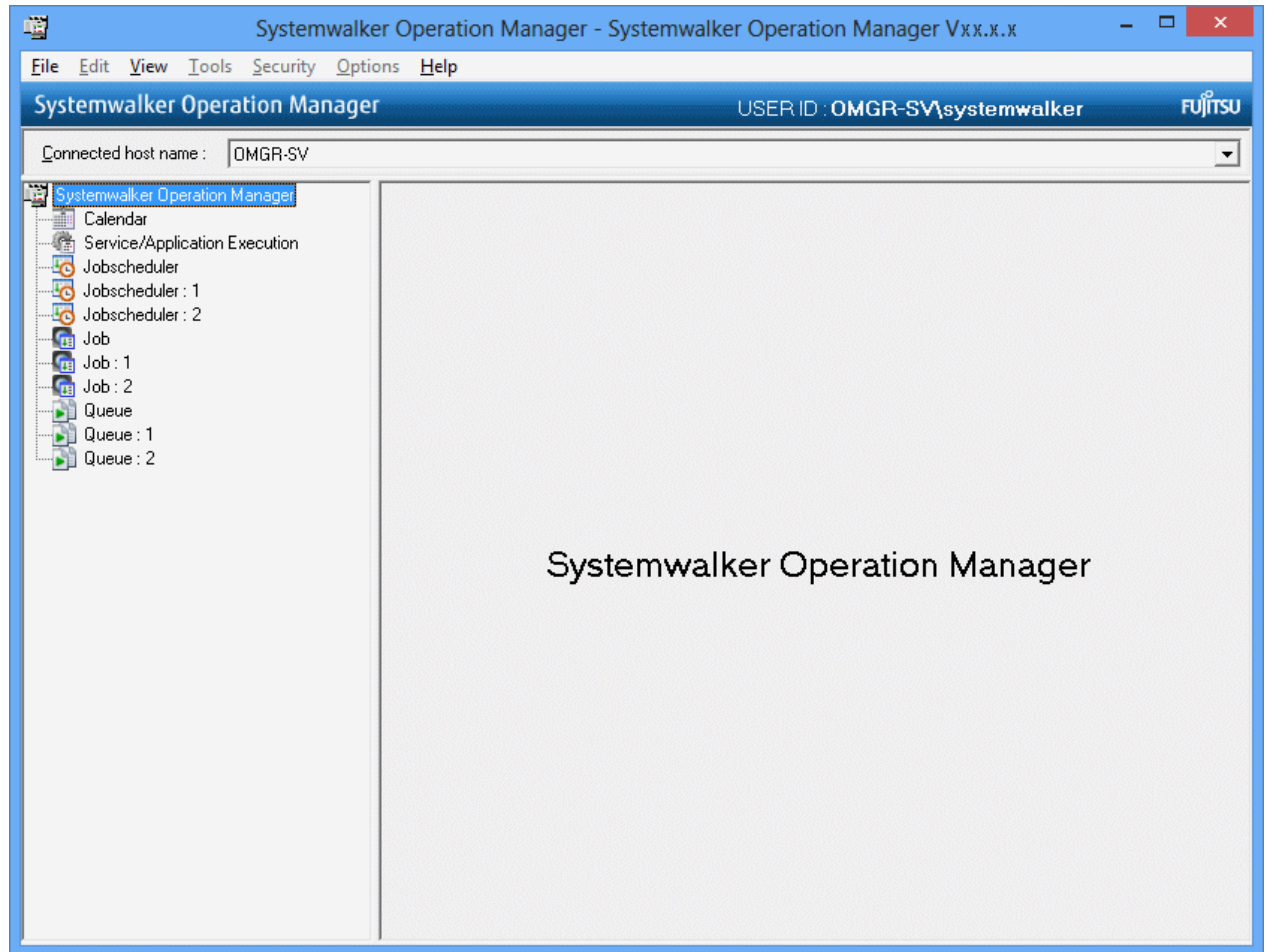 Systemwalker Operation Manager - Systemwalker Operation Manager Vxx.x.x
File Edit View Tools Security Options Help
Systemwalker Operation Manager USER ID : OMGR-SV\systemwalker FUJITSU
Connected host name : OMGR-SV
Systemwalker Operation Manager
Calendar
Service/Application Execution
Jobscheduler
Jobscheduler : 1
Jobscheduler : 2
Job
Job : 1
Job : 2
Queue
Queue : 1
Queue : 2
Systemwalker Operation Manager